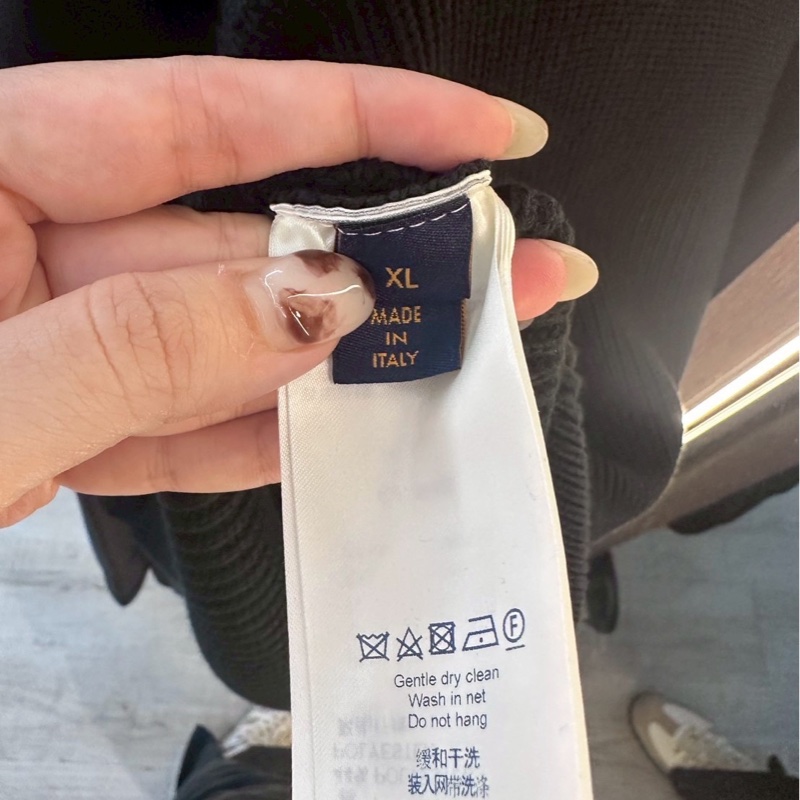 XL
MADE
IN
ITALY
F
Gentle dry clean
Wash in net
Do not hang
缓和干洗
装入网带洗涤